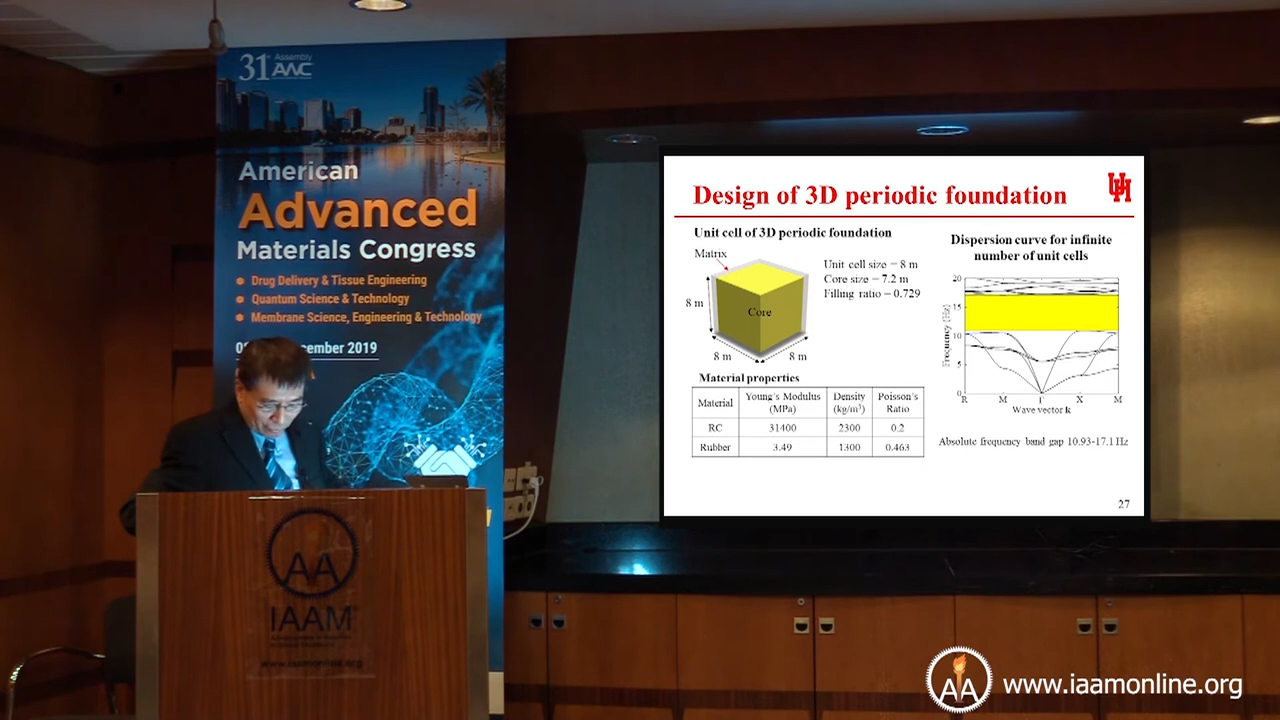 31st Assembly
AMC
American
Advanced
Materials Congress
Drug Delivery & Tissue Engineering
Quantum Science & Technology
Membrane Science, Engineering & Technology
2019
AA
IAAM
www.iaamonline.org
Design of 3D periodic foundation
UH
Unit cell of 3D periodic foundation
Matrix
8 m
Core
8 m
8 m
Unit cell size = 8 m
Core size = 7.2 m
Filling ratio = 0.729
Material properties
Material Young's Modulus (MPa) Density (kg/m³) Poisson's Ratio
RC 31400 2300 0.2
Rubber 3.49 1300 0.463
Dispersion curve for infinite
number of unit cells
Frequency (Hz)
20
15
10
5
0
R M Γ X M
Wave vector k
Absolute frequency band gap 10.93-17.1 Hz
27
AA
www.iaamonline.org